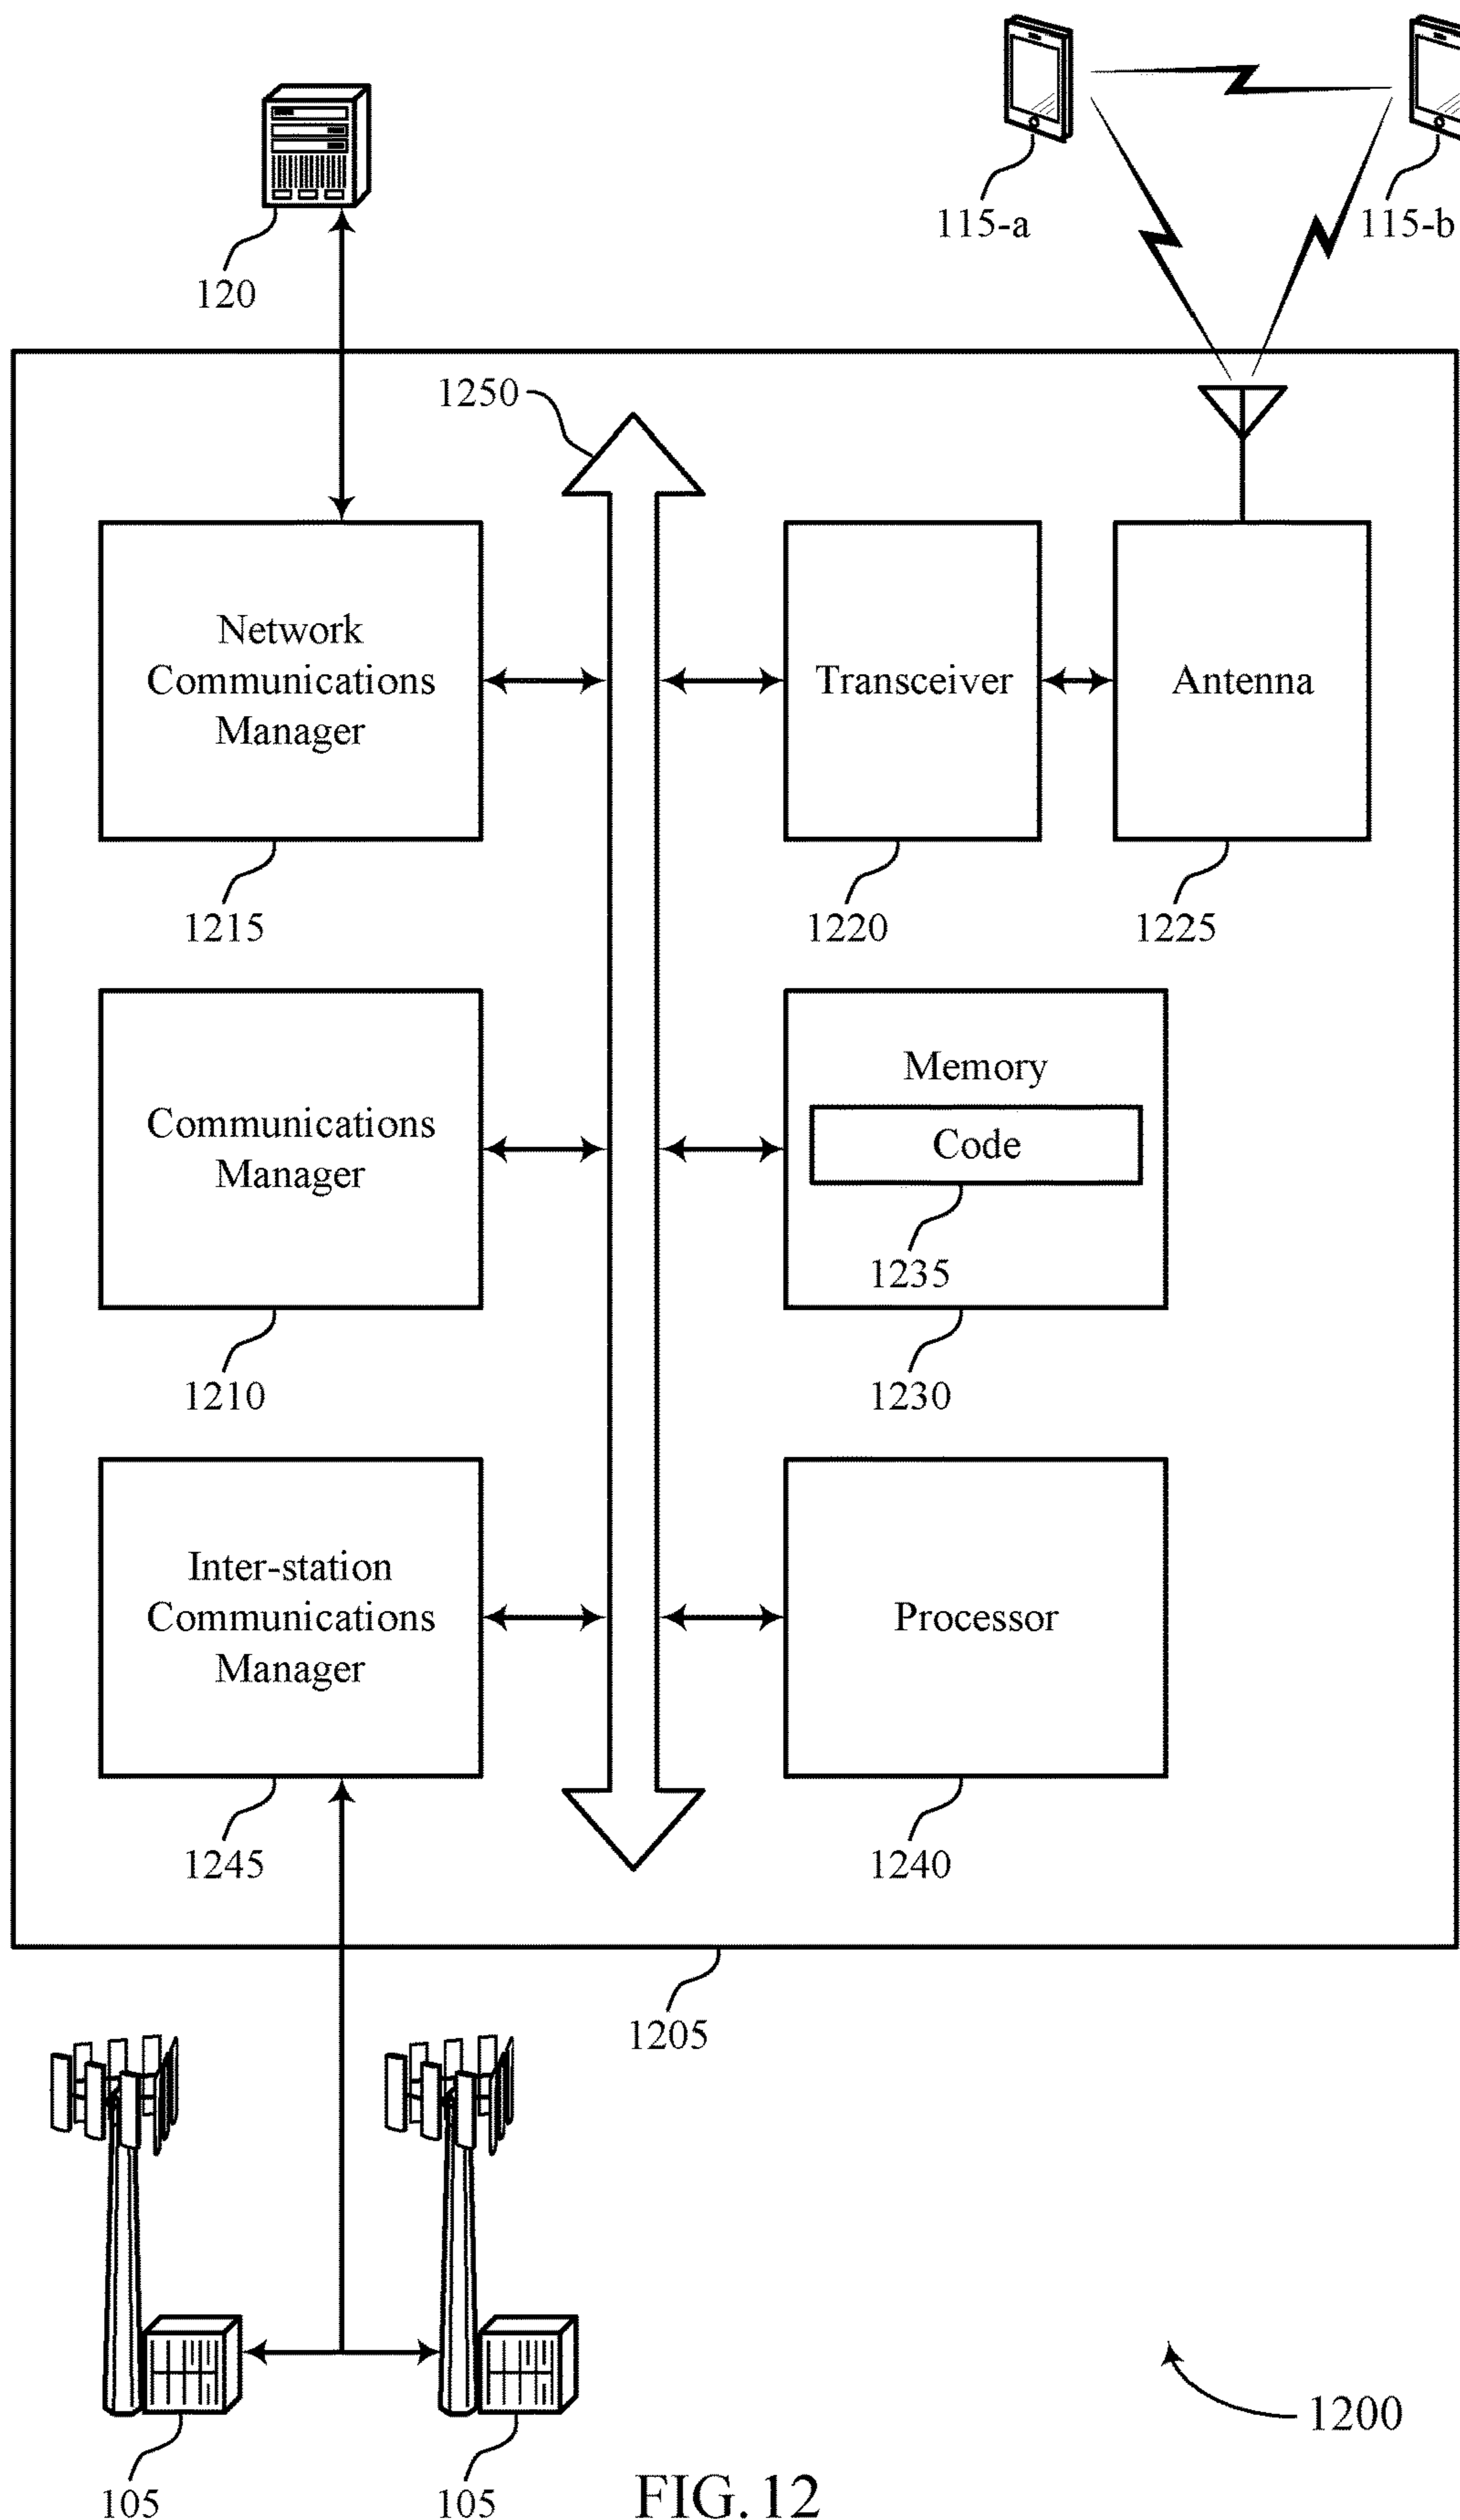 115-a
115-b
120
1250
Network
Communications
Manager
Transceiver
Antenna
1215
1220
1225
Communications
Manager
Memory
Code
1235
1210
1230
Inter-station
Communications
Manager
Processor
1245
1240
1205
1200
105
105
FIG. 12